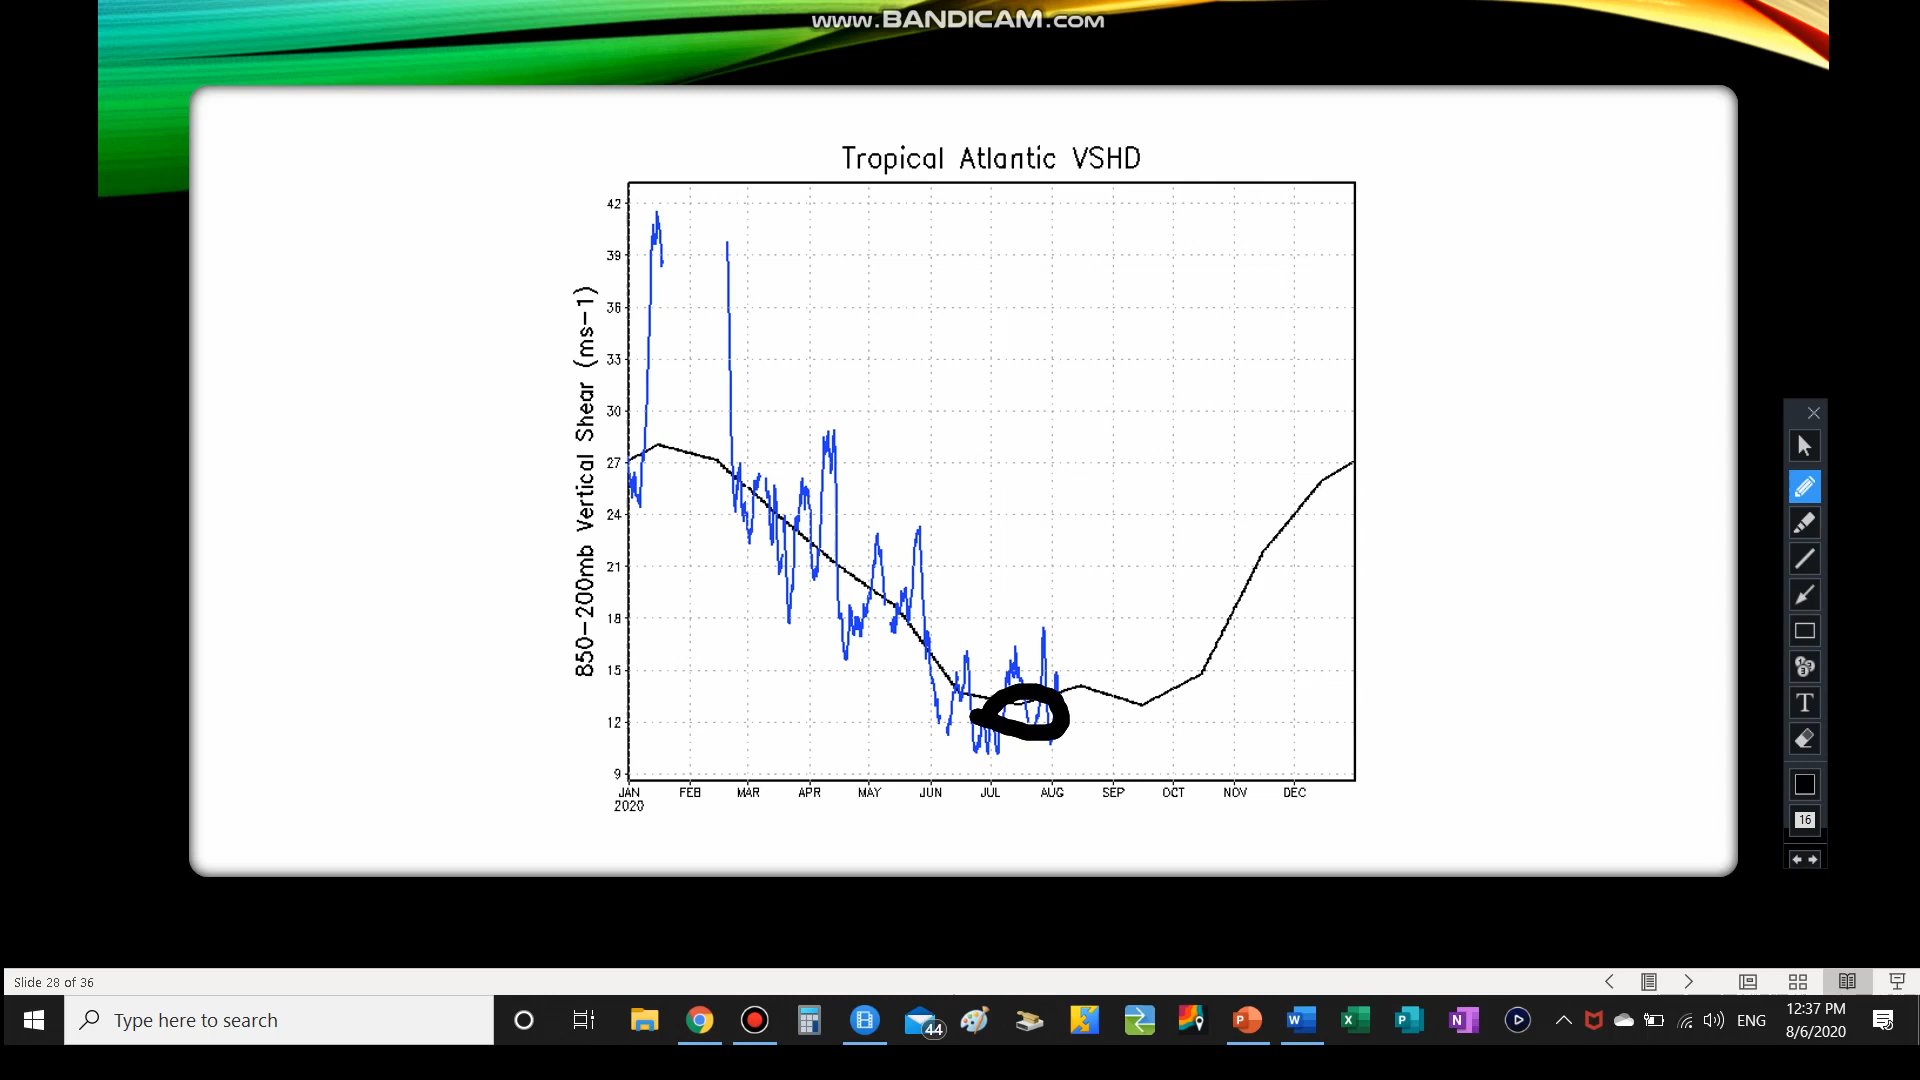 www.BANDICAM.com
Tropical Atlantic VSHD
850-200mb Vertical Shear (ms-1)
42
39
36
33
30
27
24
21
18
15
12
9
JAN FEB MAR APR MAY JUN JUL AUG SEP OCT NOV DEC
2020
T
16
Slide 28 of 36
Type here to search
44
P
W
X
P
N
ENG
12:37 PM
8/6/2020